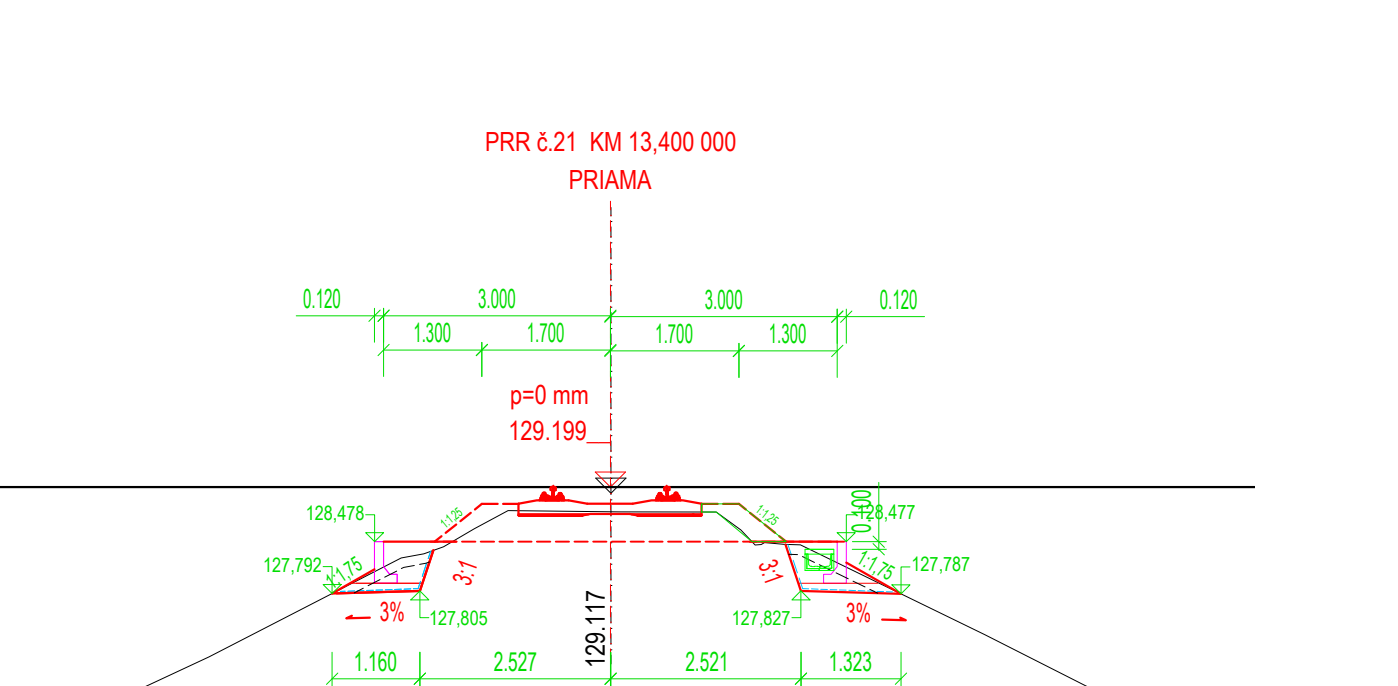 PRR č.21 KM 13,400 000
PRIAMA
0.120 3.000 3.000 0.120
1.300 1.700 1.700 1.300
p=0 mm
129.199
128,478 1:1.25 1:1.25 0.100 128,477
127,792 1:1,75 3:1 3:1 1:1,75 127,787
3% 127,805 129.117 127,827 3%
1.160 2.527 2.521 1.323